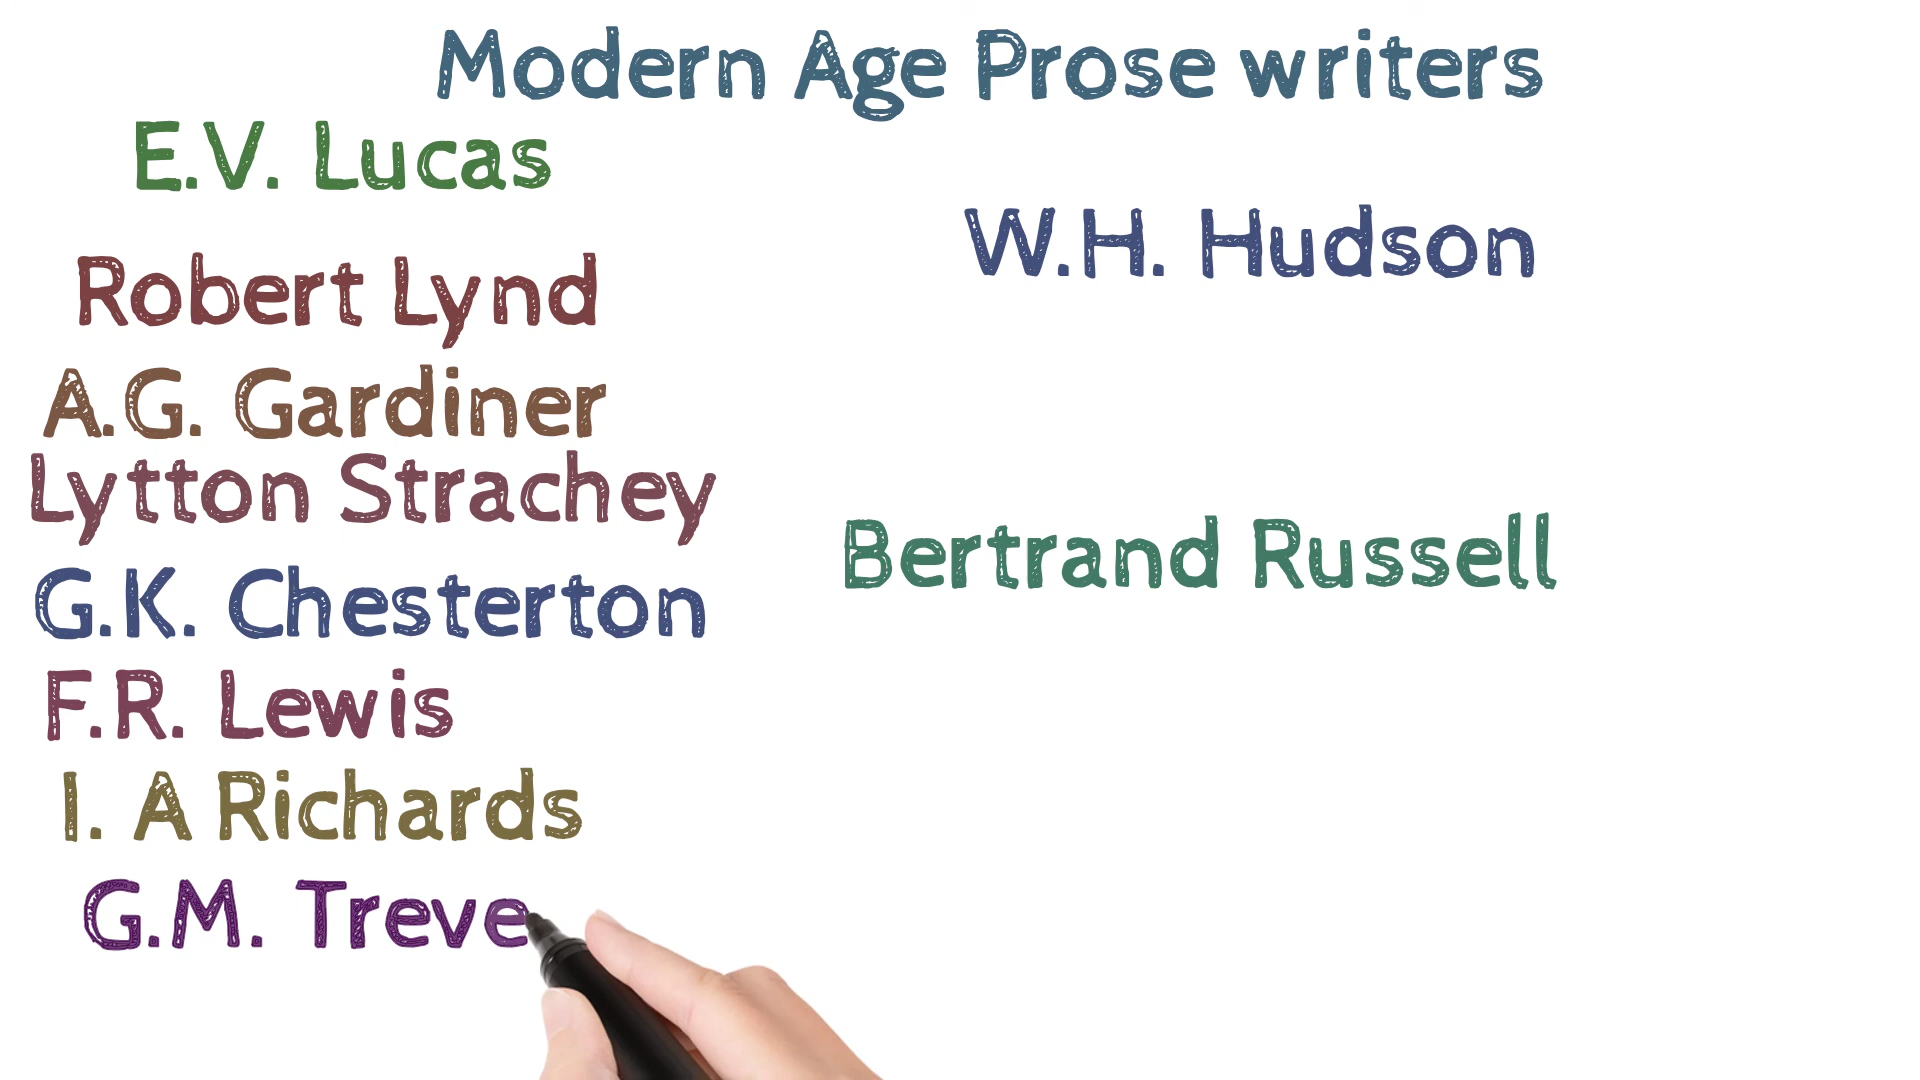 Modern Age Prose writers
E.V. Lucas
W.H. Hudson
Robert Lynd
A.G. Gardiner
Lytton Strachey
Bertrand Russell
G.K. Chesterton
F.R. Lewis
I. A Richards
G.M. Treve